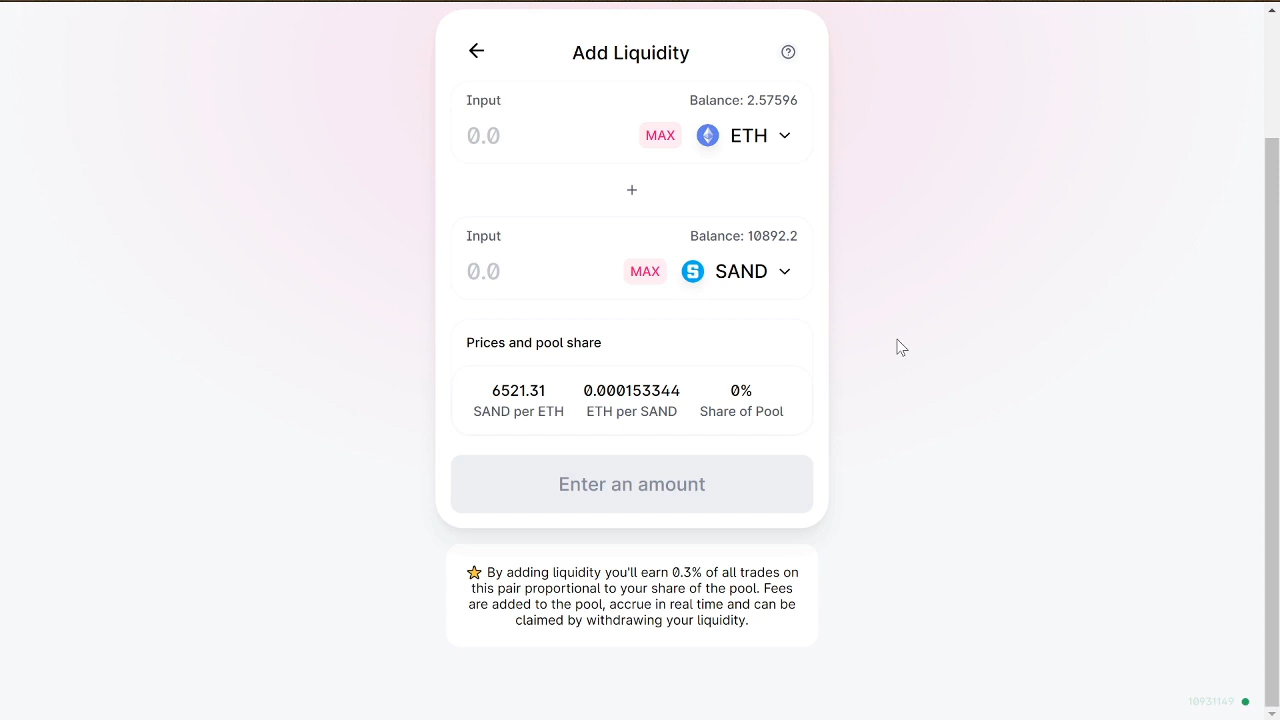 Add Liquidity
Input
Balance: 2.57596
0.0
MAX
ETH
+
Input
Balance: 10892.2
0.0
MAX
SAND
Prices and pool share
6521.31
0.000153344
0%
SAND per ETH
ETH per SAND
Share of Pool
Enter an amount
⭐ By adding liquidity you'll earn 0.3% of all trades on
this pair proportional to your share of the pool. Fees
are added to the pool, accrue in real time and can be
claimed by withdrawing your liquidity.
10931149